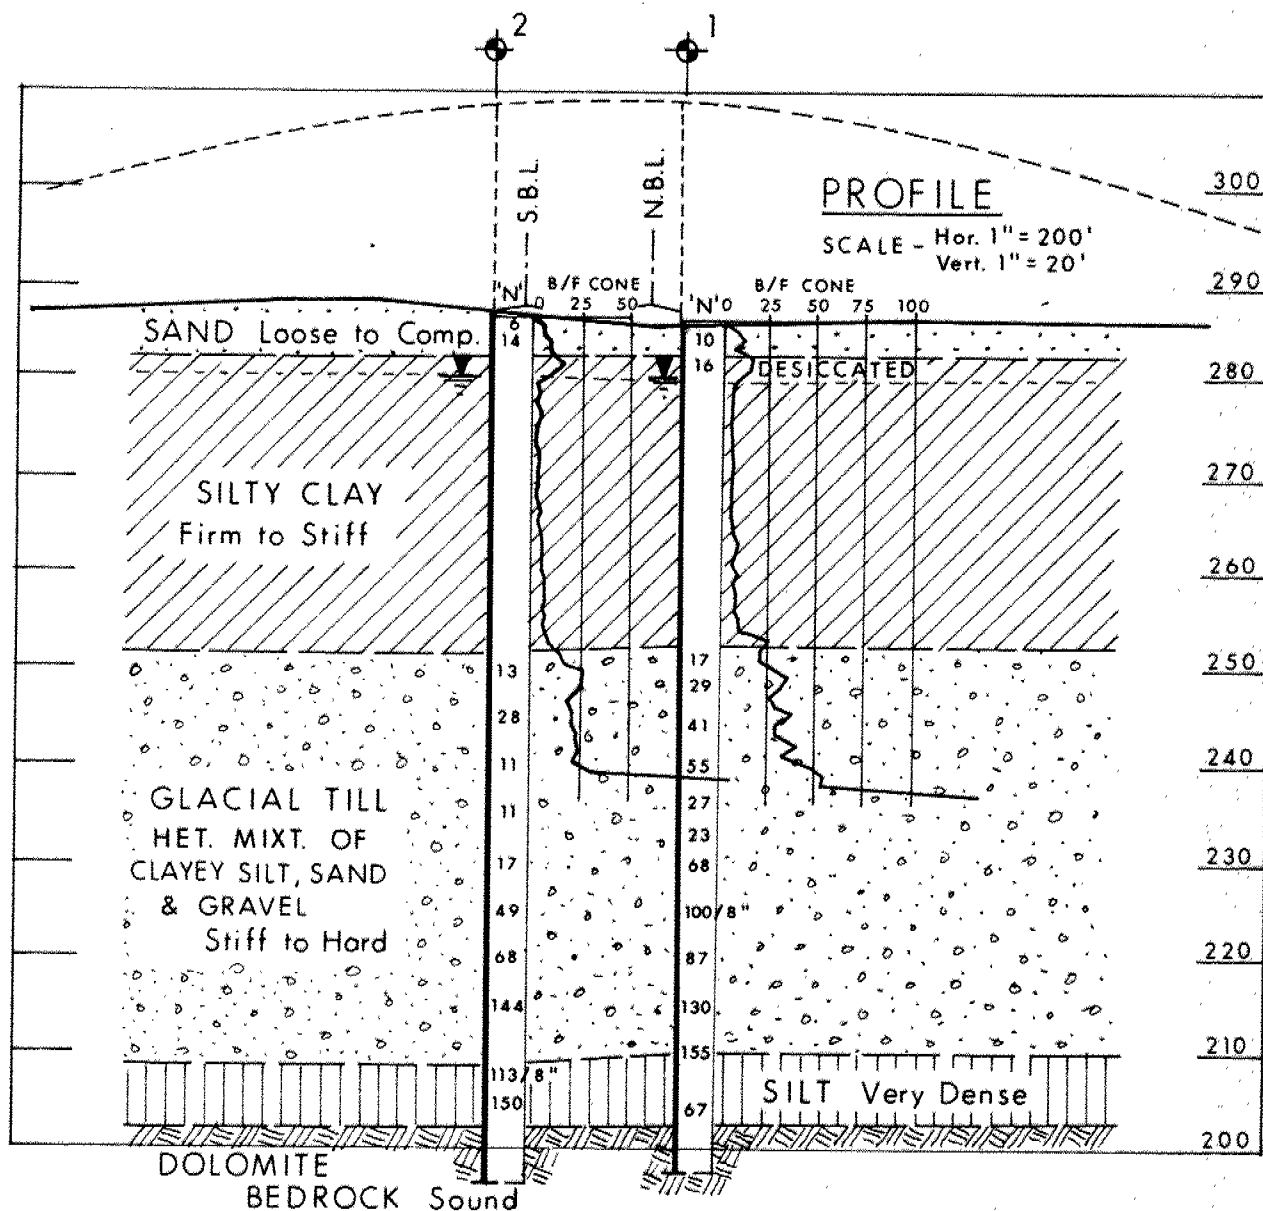 2 1
S.B.L. N.B.L.
PROFILE
SCALE - Hor. 1" = 200'
Vert. 1" = 20'
300
290
280
270
260
250
240
230
220
210
200
'N' B/F CONE
0 25 50
'N' B/F CONE
0 25 50 75 100
SAND Loose to Comp.
DESICCATED
SILTY CLAY
Firm to Stiff
GLACIAL TILL
HET. MIXT. OF
CLAYEY SILT, SAND
& GRAVEL
Stiff to Hard
6
14
13
28
11
11
17
49
68
144
113/8"
150
10
16
17
29
41
55
27
23
68
100/8"
87
130
155
67
SILT Very Dense
DOLOMITE
BEDROCK Sound